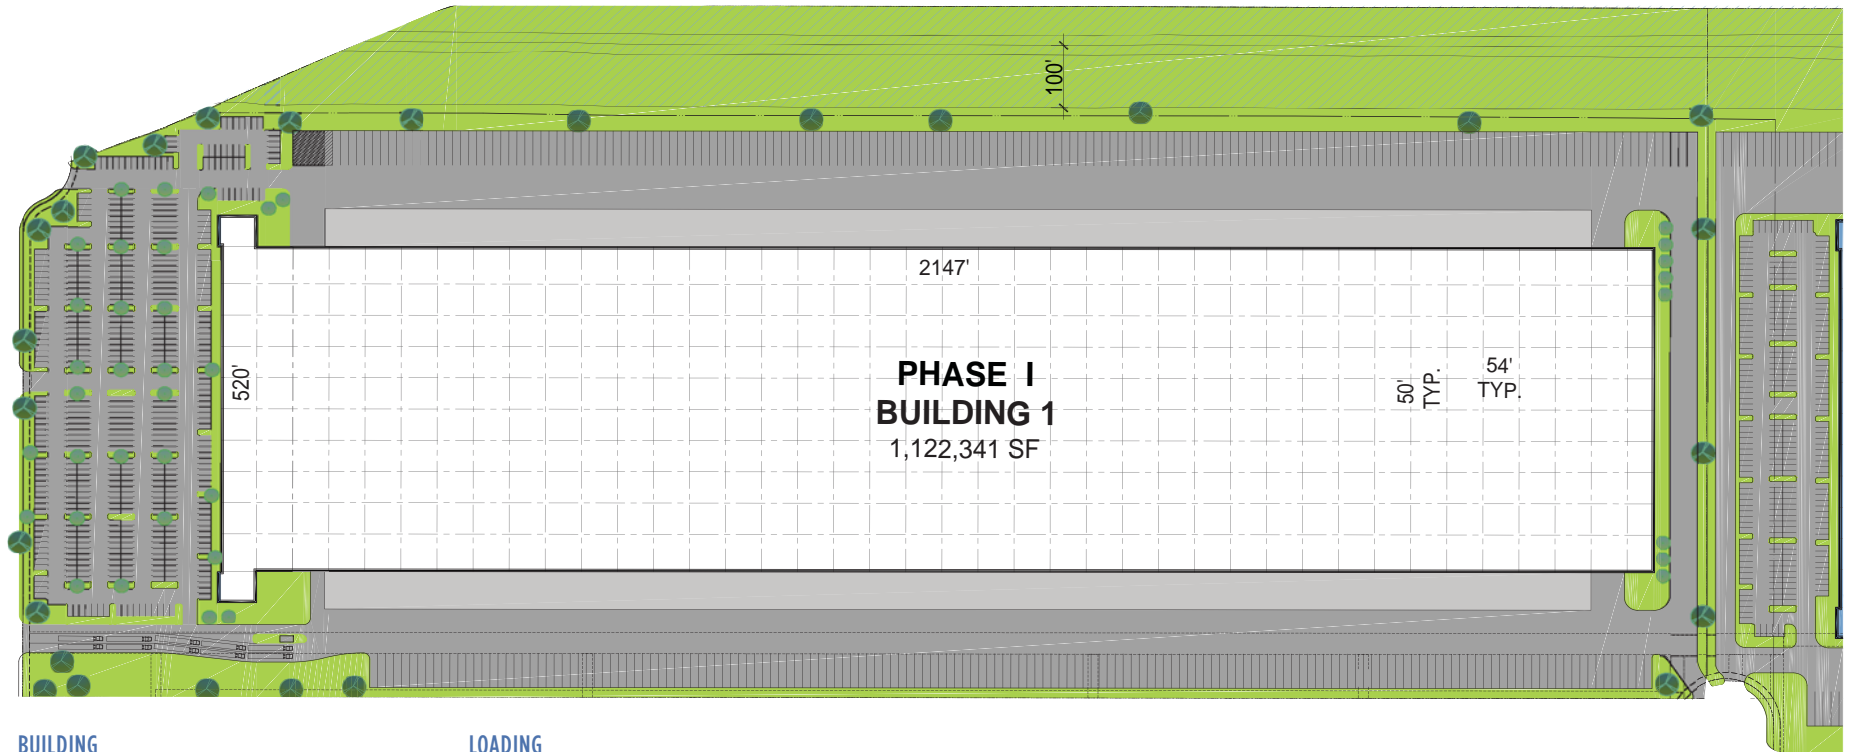 100'
2147'
520'
PHASE I
BUILDING 1
1,122,341 SF
50'
TYP.
54'
TYP.
BUILDING
LOADING